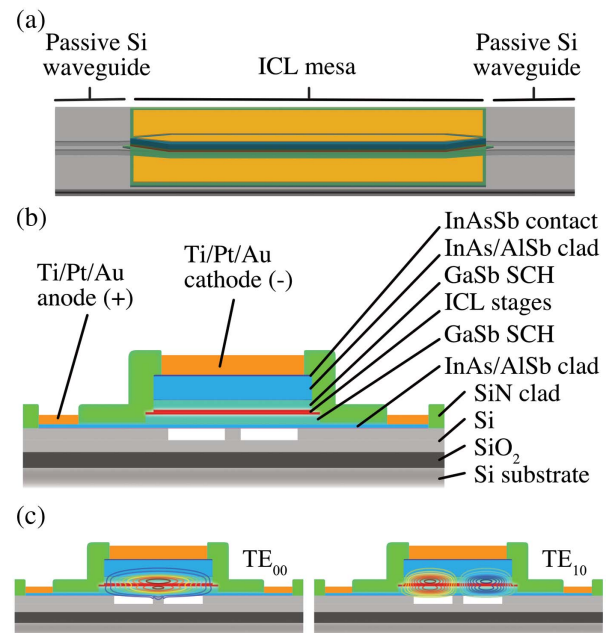 (a)
Passive Si
waveguide
ICL mesa
Passive Si
waveguide
(b)
Ti/Pt/Au
anode (+)
Ti/Pt/Au
cathode (-)
InAsSb contact
InAs/AlSb clad
GaSb SCH
ICL stages
GaSb SCH
InAs/AlSb clad
SiN clad
Si
SiO₂
Si substrate
(c)
TE₀₀
TE₁₀